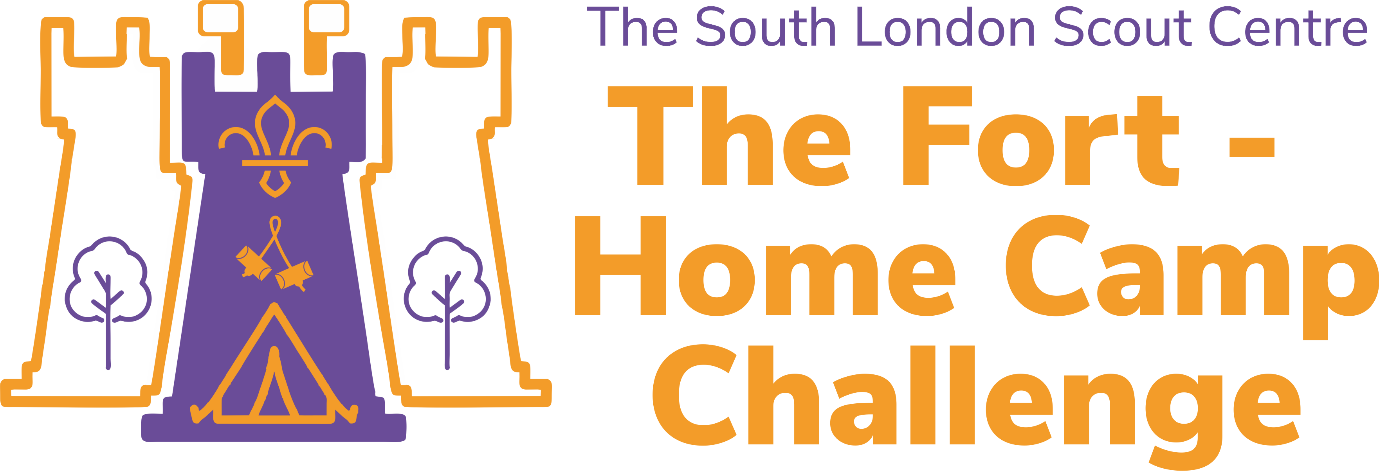 The South London Scout Centre
The Fort -
Home Camp
Challenge